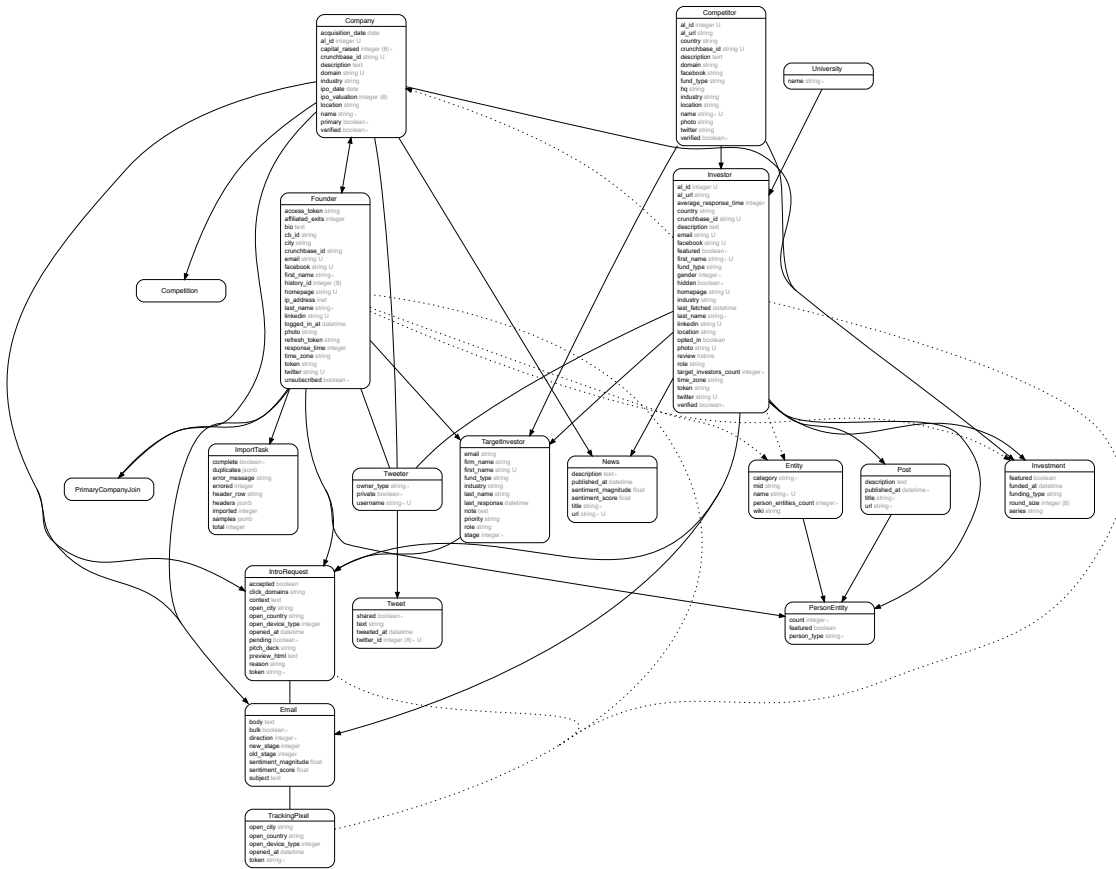 Company
acquisition_date date
al_id integer U
capital_raised integer (8) ∗
crunchbase_id string U
description text
domain string U
industry string
ipo_date date
ipo_valuation integer (8)
location string
name string ∗
primary boolean ∗
verified boolean ∗
Competitor
al_id integer U
al_url string
country string
crunchbase_id string U
description text
domain string
facebook string
fund_type string
hq string
industry string
location string
name string ∗ U
photo string
twitter string
verified boolean ∗
University
name string ∗
Founder
access_token string
affiliated_exits integer
bio text
cb_id string
city string
crunchbase_id string
email string U
facebook string U
first_name string ∗
history_id integer (8)
homepage string U
ip_address inet
last_name string ∗
linkedin string U
logged_in_at datetime
photo string
refresh_token string
response_time integer
time_zone string
token string
twitter string U
unsubscribed boolean ∗
Investor
al_id integer U
al_url string
average_response_time integer
country string
crunchbase_id string U
description text
email string U
facebook string U
featured boolean ∗
first_name string ∗ U
fund_type string
gender integer ∗
hidden boolean ∗
homepage string U
industry string
last_fetched datetime
last_name string ∗
linkedin string U
location string
opted_in boolean
photo string U
review hstore
role string
target_investors_count integer ∗
time_zone string
token string
twitter string U
verified boolean ∗
Competition
PrimaryCompanyJoin
ImportTask
complete boolean ∗
duplicates jsonb
error_message string
errored integer
header_row string
headers jsonb
imported integer
samples jsonb
total integer
Tweeter
owner_type string ∗
private boolean ∗
username string ∗ U
TargetInvestor
email string
firm_name string
first_name string U
fund_type string
industry string
last_name string
last_response datetime
note text
priority string
role string
stage integer ∗
News
description text ∗
published_at datetime
sentiment_magnitude float
sentiment_score float
title string ∗
url string ∗ U
Entity
category string ∗
mid string
name string ∗ U
person_entities_count integer ∗
wiki string
Post
description text
published_at datetime ∗
title string ∗
url string ∗
Investment
featured boolean
funded_at datetime
funding_type string
round_size integer (8)
series string
IntroRequest
accepted boolean
click_domains string
context text
open_city string
open_country string
open_device_type integer
opened_at datetime
pending boolean ∗
pitch_deck string
preview_html text
reason string
token string ∗
Tweet
shared boolean ∗
text string
tweeted_at datetime
twitter_id integer (8) ∗ U
PersonEntity
count integer ∗
featured boolean
person_type string ∗
Email
body text
bulk boolean ∗
direction integer ∗
new_stage integer
old_stage integer
sentiment_magnitude float
sentiment_score float
subject text
TrackingPixel
open_city string
open_country string
open_device_type integer
opened_at datetime
token string ∗